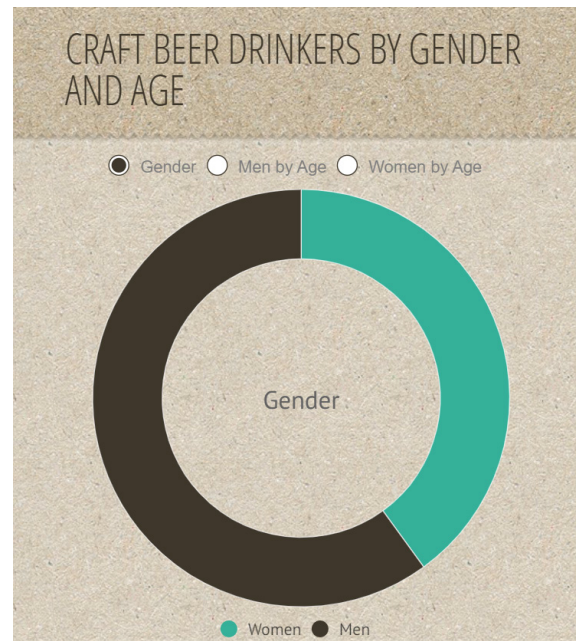 CRAFT BEER DRINKERS BY GENDER
AND AGE
Gender Men by Age Women by Age
Gender
Women Men